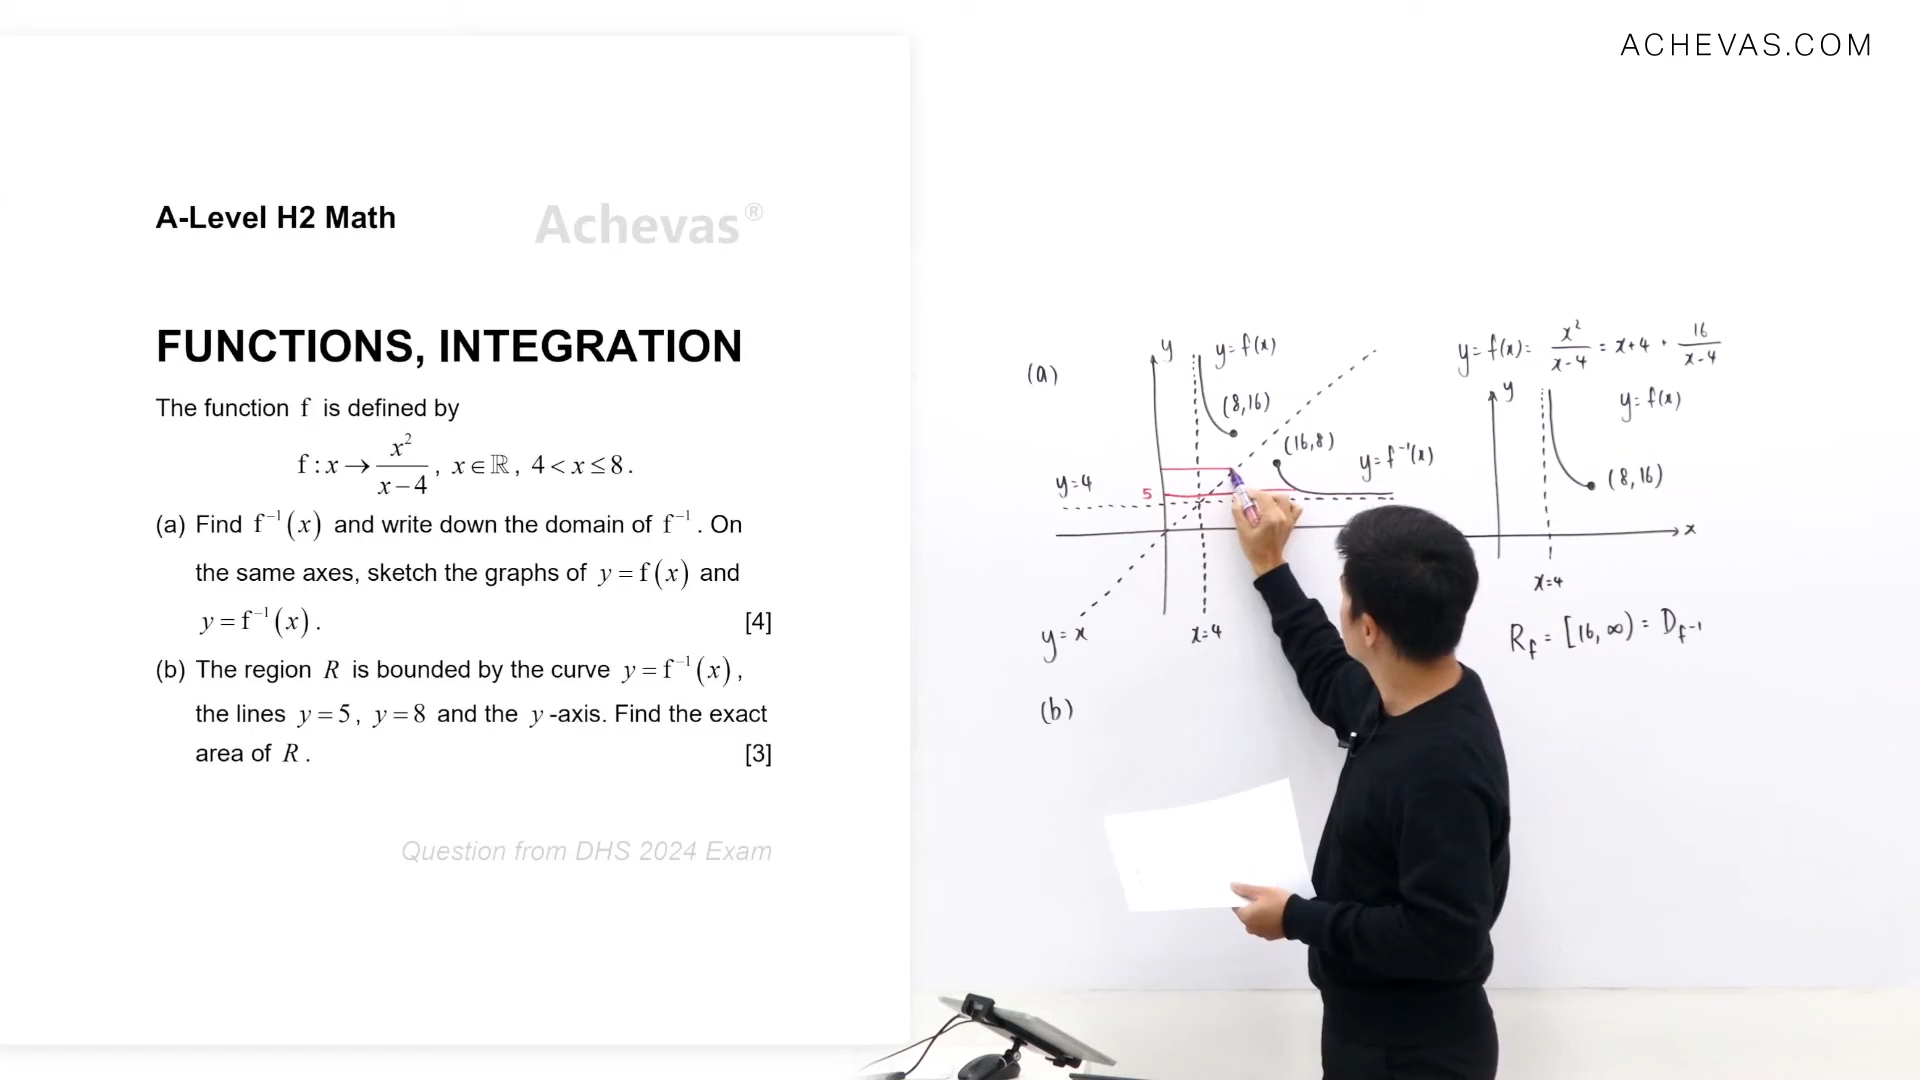 ACHEVAS.COM
A-Level H2 Math
Achevas®
FUNCTIONS, INTEGRATION
The function f is defined by
f : x → x²/(x−4), x ∈ ℝ, 4 < x ≤ 8.
(a) Find f⁻¹(x) and write down the domain of f⁻¹. On
the same axes, sketch the graphs of y = f(x) and
y = f⁻¹(x). [4]
(b) The region R is bounded by the curve y = f⁻¹(x),
the lines y = 5, y = 8 and the y-axis. Find the exact
area of R. [3]
Question from DHS 2024 Exam
(a)
y
y = f(x)
(8,16)
(16,8)
y = f⁻¹(x)
y=4
5
y = x
x=4
(b)
y = f(x) = x²/(x-4) = x+4 + 16/(x-4)
y
y = f(x)
(8,16)
x
x=4
R_f = [16, ∞) = D_f⁻¹